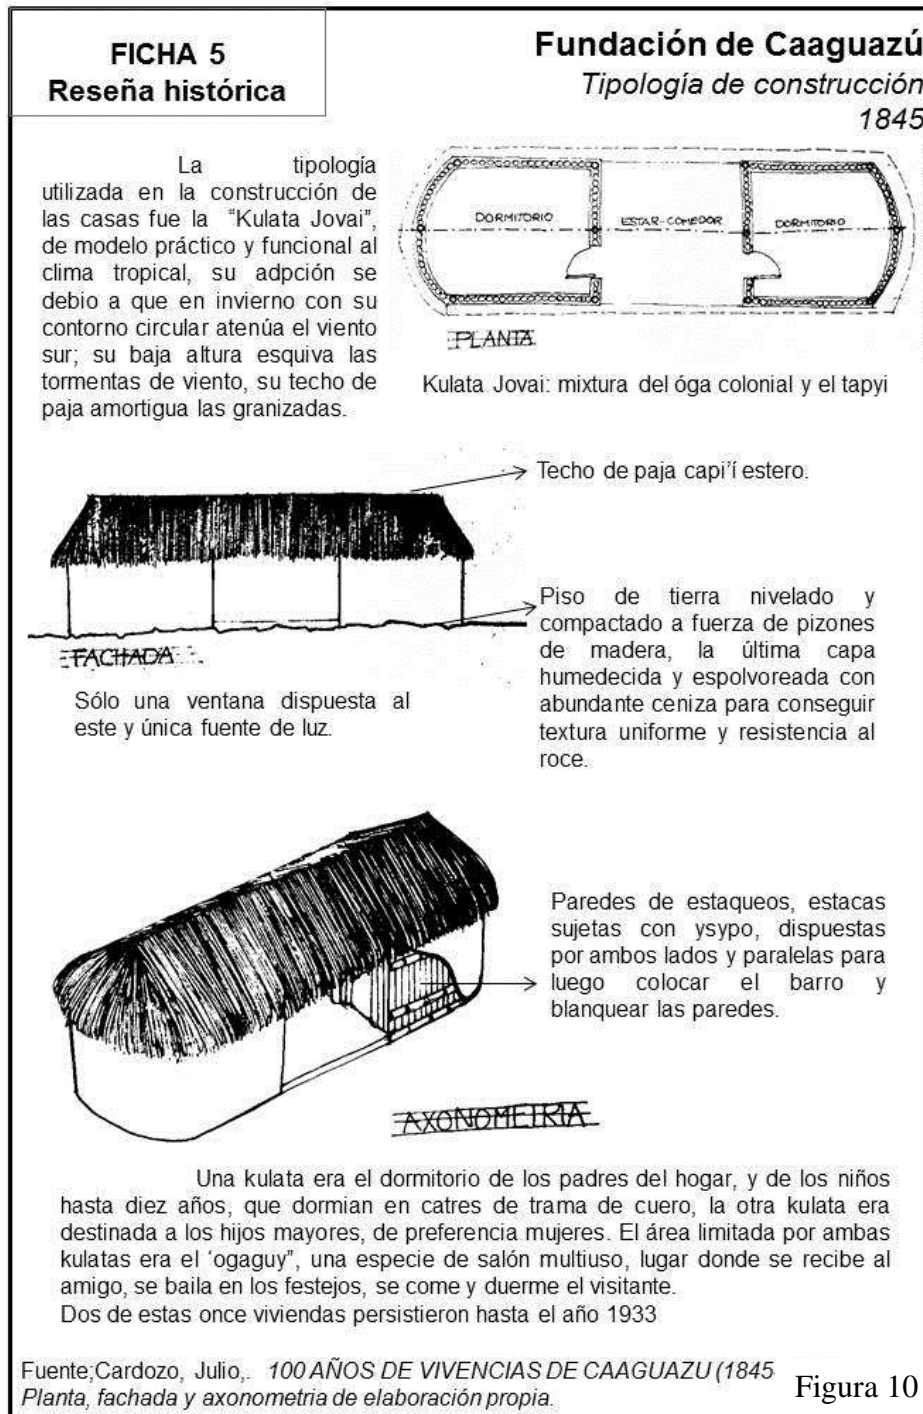 FICHA 5
Reseña histórica
Fundación de Caaguazú
Tipología de construcción
1845
La tipología
utilizada en la construcción de
las casas fue la "Kulata Jovai",
de modelo práctico y funcional al
clima tropical, su adpción se
debio a que en invierno con su
contorno circular atenúa el viento
sur; su baja altura esquiva las
tormentas de viento, su techo de
paja amortigua las granizadas.
DORMITORIO
ESTAR-COMEDOR
DORMITORIO
PLANTA
Kulata Jovai: mixtura del óga colonial y el tapyi
Techo de paja capi'í estero.
FACHADA
Sólo una ventana dispuesta al
este y única fuente de luz.
Piso de tierra nivelado y
compactado a fuerza de pizones
de madera, la última capa
humedecida y espolvoreada con
abundante ceniza para conseguir
textura uniforme y resistencia al
roce.
Paredes de estaqueos, estacas
sujetas con ysypo, dispuestas
por ambos lados y paralelas para
luego colocar el barro y
blanquear las paredes.
AXONOMETRIA
Una kulata era el dormitorio de los padres del hogar, y de los niños
hasta diez años, que dormian en catres de trama de cuero, la otra kulata era
destinada a los hijos mayores, de preferencia mujeres. El área limitada por ambas
kulatas era el 'ogaguy", una especie de salón multiuso, lugar donde se recibe al
amigo, se baila en los festejos, se come y duerme el visitante.
Dos de estas once viviendas persistieron hasta el año 1933
Fuente;Cardozo, Julio,. 100 AÑOS DE VIVENCIAS DE CAAGUAZU (1845
Planta, fachada y axonometria de elaboración propia.
Figura 10